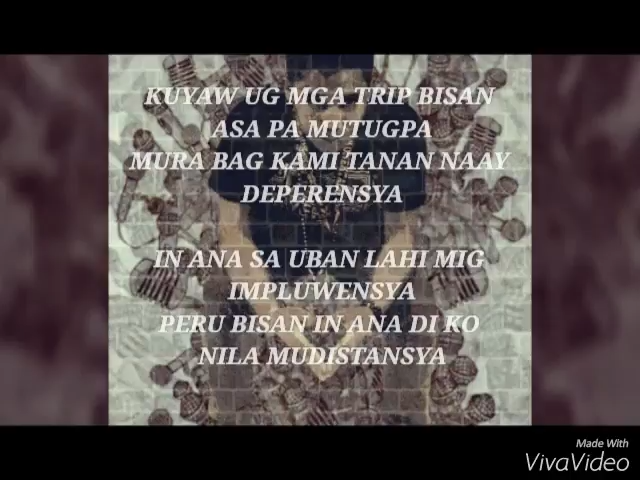 KUYAW UG MGA TRIP BISAN
ASA PA MUTUGPA
MURA BAG KAMI TANAN NAAY
DEPERENSYA
IN ANA SA UBAN LAHI MIG
IMPLUWENSYA
PERU BISAN IN ANA DI KO
NILA MUDISTANSYA
Made With
VivaVideo